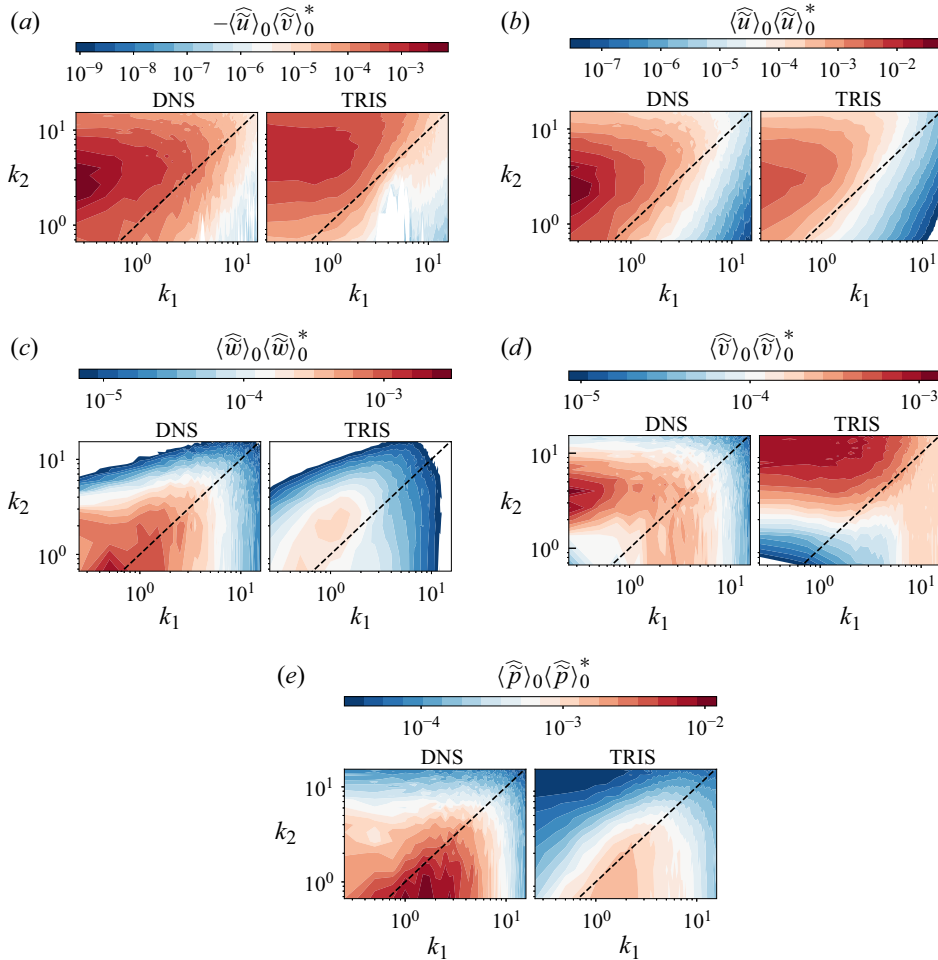 (a) −⟨ũ̂⟩₀⟨ṽ̂⟩₀* (b) ⟨ũ̂⟩₀⟨ũ̂⟩₀*
10⁻⁹ 10⁻⁸ 10⁻⁷ 10⁻⁶ 10⁻⁵ 10⁻⁴ 10⁻³ 10⁻⁷ 10⁻⁶ 10⁻⁵ 10⁻⁴ 10⁻³ 10⁻²
DNS TRIS DNS TRIS
10¹ 10¹
k₂ k₂
10⁰ 10⁰
10⁰ 10¹ 10⁰ 10¹ 10⁰ 10¹ 10⁰ 10¹
k₁ k₁ k₁ k₁
(c) ⟨w̃̂⟩₀⟨w̃̂⟩₀* (d) ⟨ṽ̂⟩₀⟨ṽ̂⟩₀*
10⁻⁵ 10⁻⁴ 10⁻³ 10⁻⁵ 10⁻⁴ 10⁻³
DNS TRIS DNS TRIS
10¹ 10¹
k₂ k₂
10⁰ 10⁰
10⁰ 10¹ 10⁰ 10¹ 10⁰ 10¹ 10⁰ 10¹
k₁ k₁ k₁ k₁
(e) ⟨p̃̂⟩₀⟨p̃̂⟩₀*
10⁻⁴ 10⁻³ 10⁻²
DNS TRIS
10¹
k₂
10⁰
10⁰ 10¹ 10⁰ 10¹
k₁ k₁